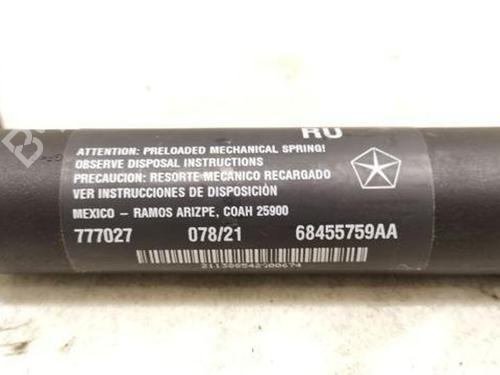 RU
ATTENTION: PRELOADED MECHANICAL SPRING!
OBSERVE DISPOSAL INSTRUCTIONS
PRECAUCION: RESORTE MECANICO RECARGADO
VER INSTRUCCIONES DE DISPOSICIÓN
MEXICO – RAMOS ARIZPE, COAH 25900
777027 078/21 68455759AA